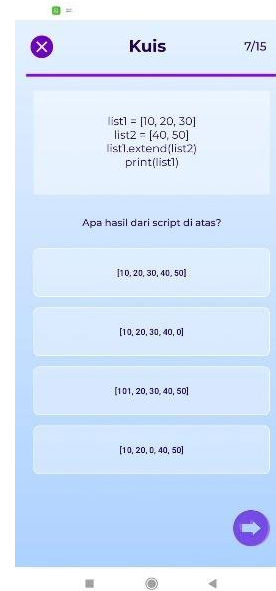 Kuis
7/15
list1 = [10, 20, 30]
list2 = [40, 50]
list1.extend(list2)
print(list1)
Apa hasil dari script di atas?
[10, 20, 30, 40, 50]
[10, 20, 30, 40, 0]
[101, 20, 30, 40, 50]
[10, 20, 0, 40, 50]